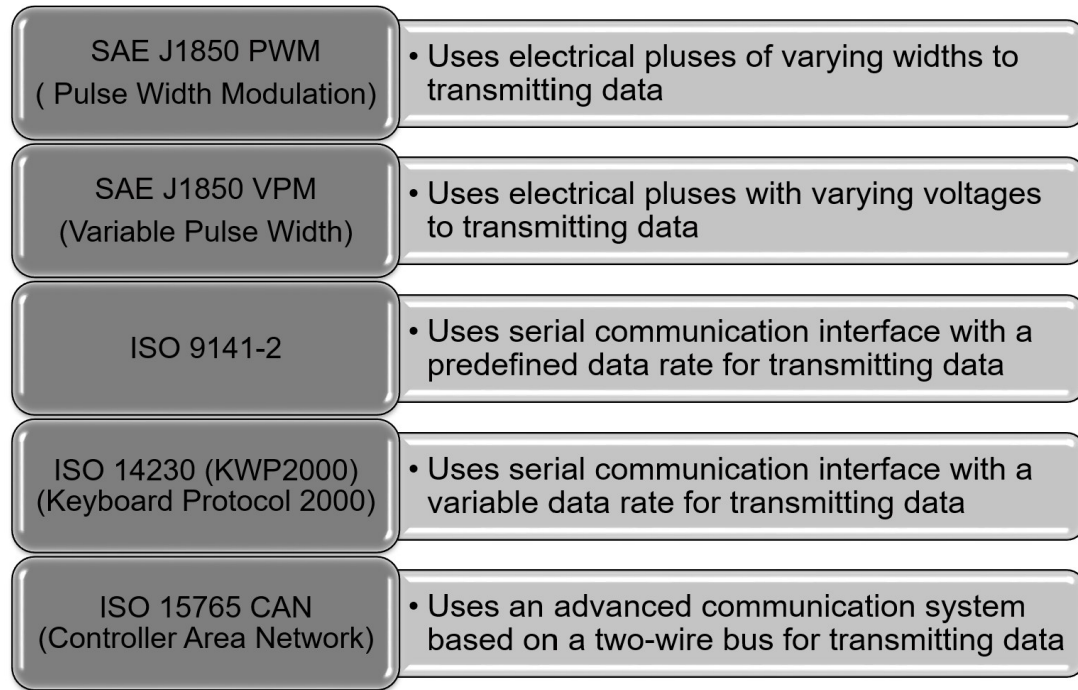 SAE J1850 PWM
( Pulse Width Modulation)
• Uses electrical pluses of varying widths to
transmitting data
SAE J1850 VPM
(Variable Pulse Width)
• Uses electrical pluses with varying voltages
to transmitting data
ISO 9141-2
• Uses serial communication interface with a
predefined data rate for transmitting data
ISO 14230 (KWP2000)
(Keyboard Protocol 2000)
• Uses serial communication interface with a
variable data rate for transmitting data
ISO 15765 CAN
(Controller Area Network)
• Uses an advanced communication system
based on a two-wire bus for transmitting data